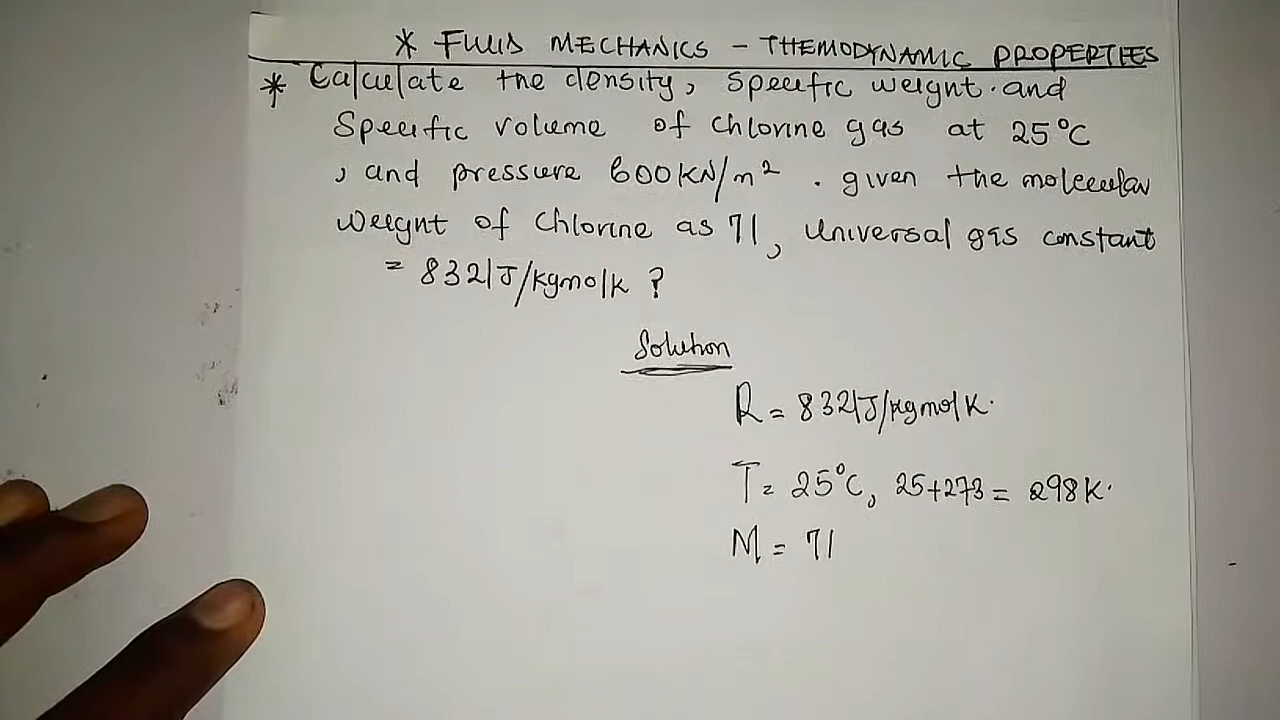 * FLUID MECHANICS - THEMODYNAMIC PROPERTIES
* Calculate the density, Specific weight and
Specific volume of chlorine gas at 25°C
, and pressure 600KN/m². given the molecular
weight of chlorine as 71, universal gas constant
= 8321J/kgmolk ?
Solution
R = 8321J/kgmolK.
T = 25°C, 25+273 = 298K.
M = 71